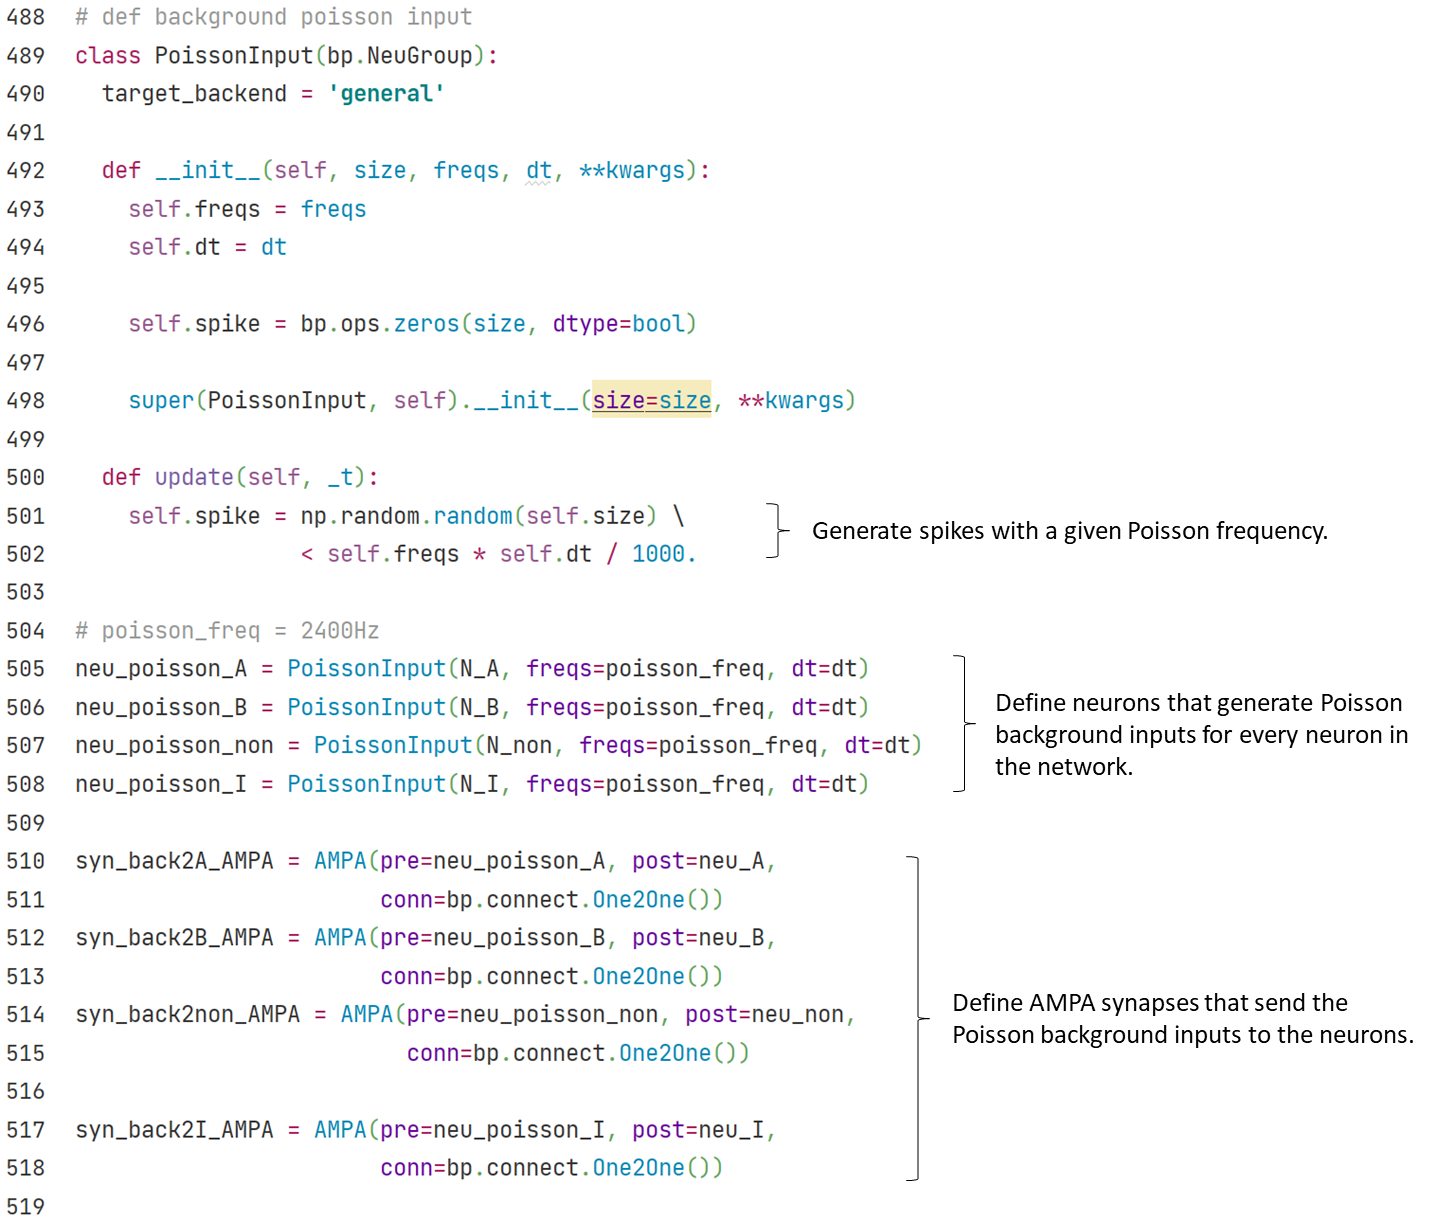 488 # def background poisson input
489 class PoissonInput(bp.NeuGroup):
490   target_backend = 'general'
491
492   def __init__(self, size, freqs, dt, **kwargs):
493     self.freqs = freqs
494     self.dt = dt
495
496     self.spike = bp.ops.zeros(size, dtype=bool)
497
498     super(PoissonInput, self).__init__(size=size, **kwargs)
499
500   def update(self, _t):
501     self.spike = np.random.random(self.size) \
502                  < self.freqs * self.dt / 1000.
Generate spikes with a given Poisson frequency.
503
504 # poisson_freq = 2400Hz
505 neu_poisson_A = PoissonInput(N_A, freqs=poisson_freq, dt=dt)
506 neu_poisson_B = PoissonInput(N_B, freqs=poisson_freq, dt=dt)
507 neu_poisson_non = PoissonInput(N_non, freqs=poisson_freq, dt=dt)
508 neu_poisson_I = PoissonInput(N_I, freqs=poisson_freq, dt=dt)
Define neurons that generate Poisson
background inputs for every neuron in
the network.
509
510 syn_back2A_AMPA = AMPA(pre=neu_poisson_A, post=neu_A,
511                        conn=bp.connect.One2One())
512 syn_back2B_AMPA = AMPA(pre=neu_poisson_B, post=neu_B,
513                        conn=bp.connect.One2One())
514 syn_back2non_AMPA = AMPA(pre=neu_poisson_non, post=neu_non,
515                          conn=bp.connect.One2One())
516
517 syn_back2I_AMPA = AMPA(pre=neu_poisson_I, post=neu_I,
518                        conn=bp.connect.One2One())
Define AMPA synapses that send the
Poisson background inputs to the neurons.
519